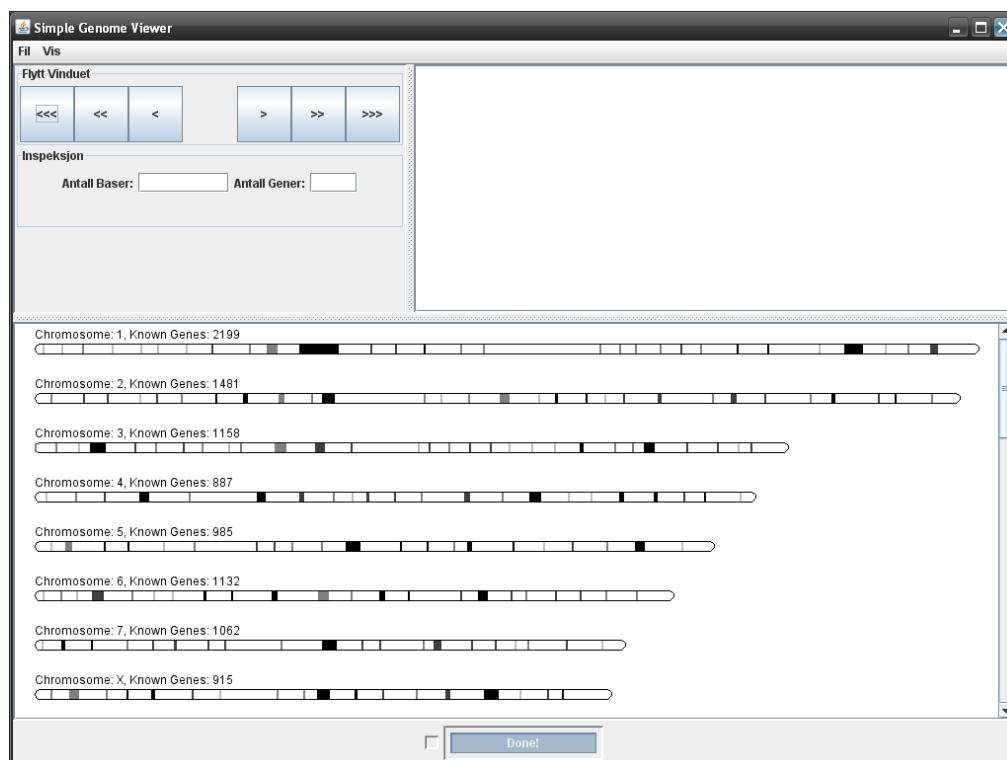 Simple Genome Viewer
Fil Vis
Flytt Vinduet
<<< << < > >> >>>
Inspeksjon
Antall Baser: Antall Gener:
Chromosome: 1, Known Genes: 2199
Chromosome: 2, Known Genes: 1481
Chromosome: 3, Known Genes: 1158
Chromosome: 4, Known Genes: 887
Chromosome: 5, Known Genes: 985
Chromosome: 6, Known Genes: 1132
Chromosome: 7, Known Genes: 1062
Chromosome: X, Known Genes: 915
Done!